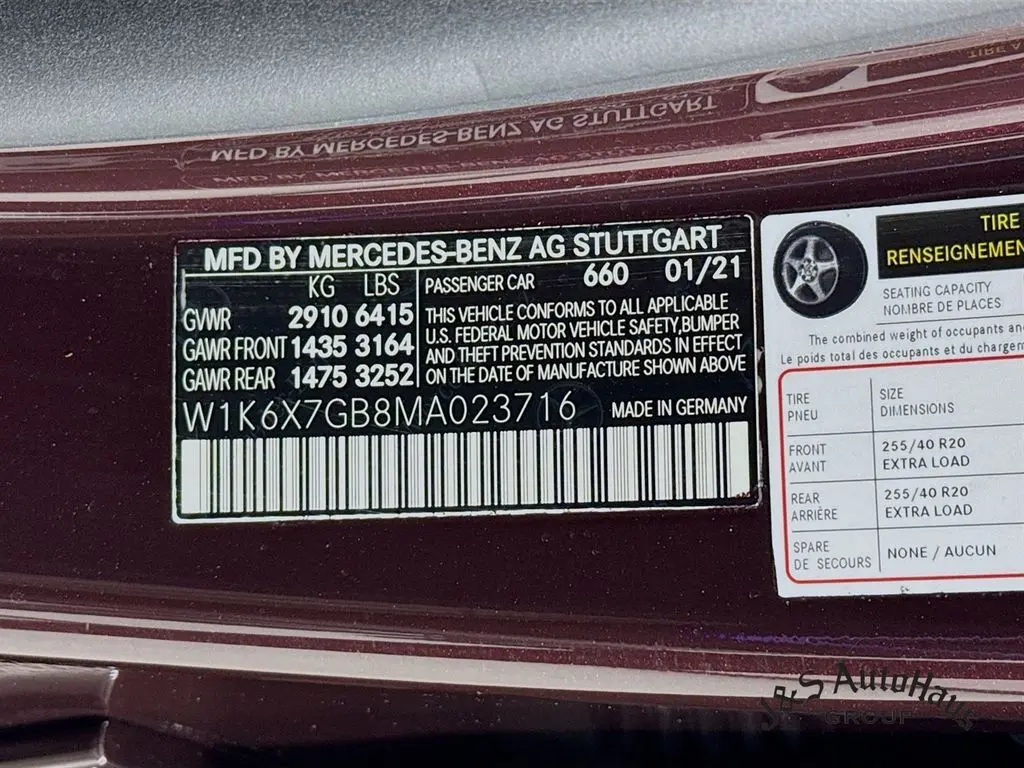 TIRE A
MFD BY MERCEDES-BENZ AG STUTTGART
MFD BY MERCEDES-BENZ AG STUTTGART
KG LBS
GVWR 2910 6415
GAWR FRONT 1435 3164
GAWR REAR 1475 3252
PASSENGER CAR 660 01/21
THIS VEHICLE CONFORMS TO ALL APPLICABLE
U.S. FEDERAL MOTOR VEHICLE SAFETY,BUMPER
AND THEFT PREVENTION STANDARDS IN EFFECT
ON THE DATE OF MANUFACTURE SHOWN ABOVE
W1K6X7GB8MA023716 MADE IN GERMANY
TIRE
RENSEIGNEMEN
SEATING CAPACITY
NOMBRE DE PLACES
The combined weight of occupants an
Le poids total des occupants et du charge
TIRE SIZE
PNEU DIMENSIONS
FRONT 255/40 R20
AVANT EXTRA LOAD
REAR 255/40 R20
ARRIÈRE EXTRA LOAD
SPARE NONE / AUCUN
DE SECOURS
J&S AutoHaus
GROUP